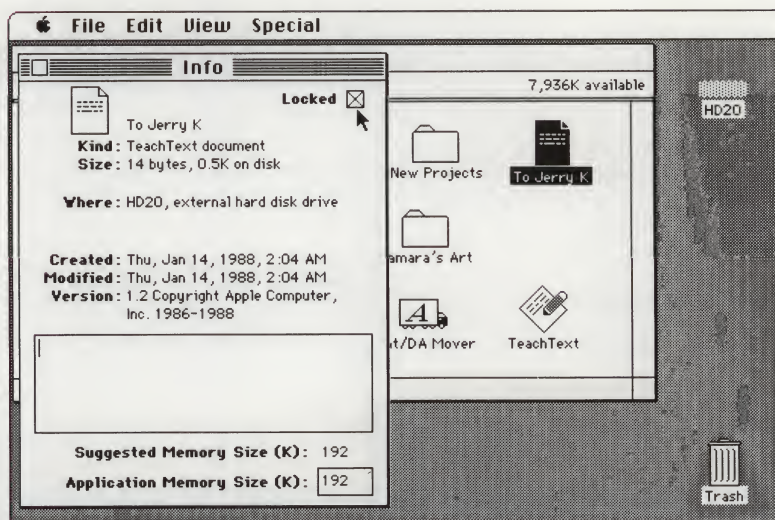 File Edit View Special
Info
7,936K available
Locked
To Jerry K
Kind: TeachText document
Size: 14 bytes, 0.5K on disk
Where: HD20, external hard disk drive
Created: Thu, Jan 14, 1988, 2:04 AM
Modified: Thu, Jan 14, 1988, 2:04 AM
Version: 1.2 Copyright Apple Computer,
Inc. 1986-1988
Suggested Memory Size (K): 192
Application Memory Size (K): 192
New Projects
To Jerry K
amara's Art
A
t/DA Mover
TeachText
HD20
Trash